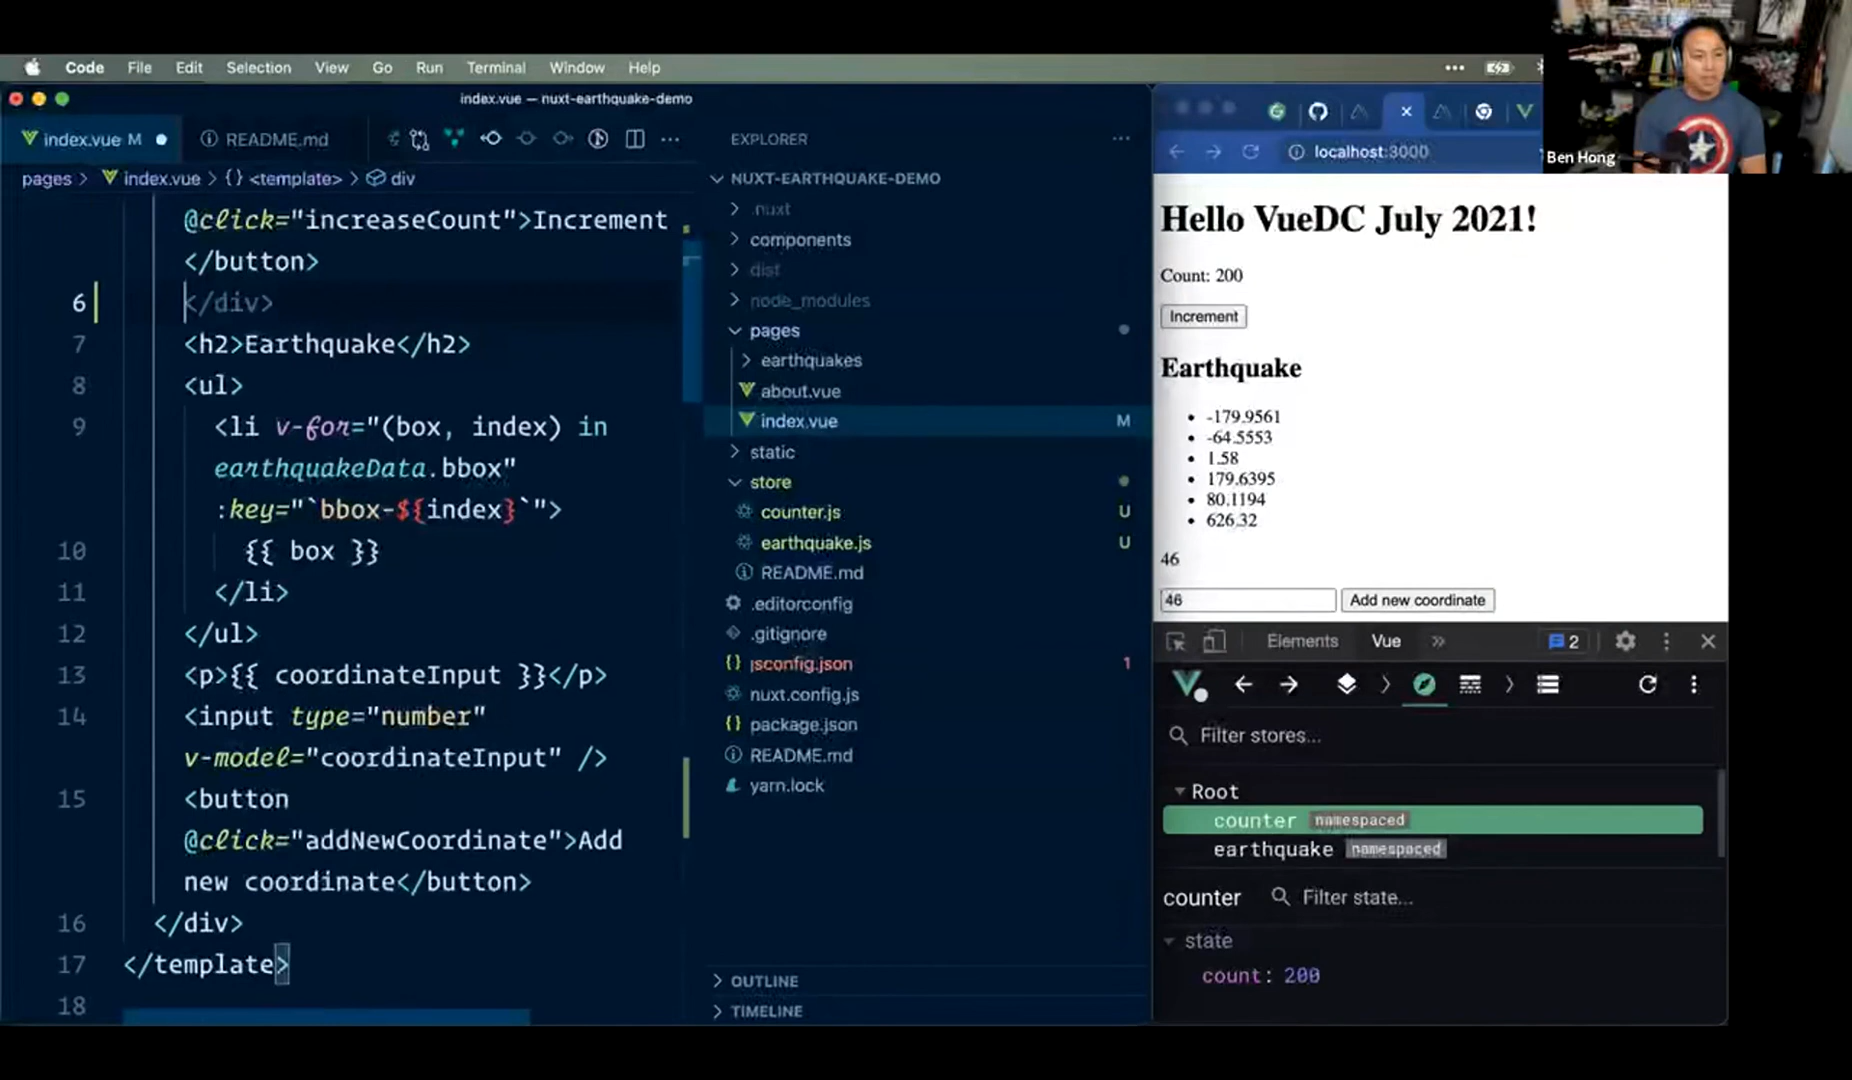 Code File Edit Selection View Go Run Terminal Window Help
index.vue — nuxt-earthquake-demo
index.vue M
README.md
pages > index.vue > {} <template> > div
@click="increaseCount">Increment
</button>
6 </div>
7 <h2>Earthquake</h2>
8 <ul>
9 <li v-for="(box, index) in
earthquakeData.bbox"
:key="`bbox-${index}`">
10 {{ box }}
11 </li>
12 </ul>
13 <p>{{ coordinateInput }}</p>
14 <input type="number"
v-model="coordinateInput" />
15 <button
@click="addNewCoordinate">Add
new coordinate</button>
16 </div>
17 </template>
18
EXPLORER
NUXT-EARTHQUAKE-DEMO
.nuxt
components
dist
node_modules
pages
earthquakes
about.vue
index.vue M
static
store
counter.js U
earthquake.js U
README.md
.editorconfig
.gitignore
jsconfig.json 1
nuxt.config.js
package.json
README.md
yarn.lock
OUTLINE
TIMELINE
Ben Hong
localhost:3000
Hello VueDC July 2021!
Count: 200
Increment
Earthquake
-179.9561
-64.5553
1.58
179.6395
80.1194
626.32
46
46 Add new coordinate
Elements Vue 2
Filter stores...
Root
counter namespaced
earthquake namespaced
counter Filter state...
state
count: 200